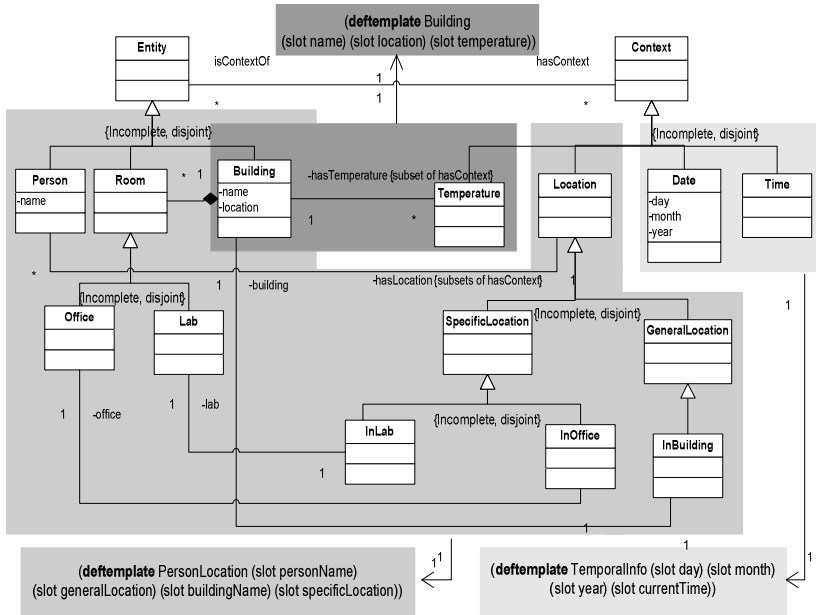 (deftemplate Building
(slot name) (slot location) (slot temperature))
Entity
Context
isContextOf
hasContext
1
1
*
*
{Incomplete, disjoint}
{Incomplete, disjoint}
Person
-name
Room
*
1
Building
-name
-location
-hasTemperature {subset of hasContext}
1
*
Temperature
Location
Date
-day
-month
-year
Time
*
1
-building
-hasLocation {subsets of hasContext}
1
{Incomplete, disjoint}
Office
Lab
SpecificLocation
{Incomplete, disjoint}
GeneralLocation
1
1
-office
1
-lab
{Incomplete, disjoint}
InLab
InOffice
InBuilding
1
1
1
(deftemplate PersonLocation (slot personName)
(slot generalLocation) (slot buildingName) (slot specificLocation))
1
1
(deftemplate TemporalInfo (slot day) (slot month)
(slot year) (slot currentTime))
1